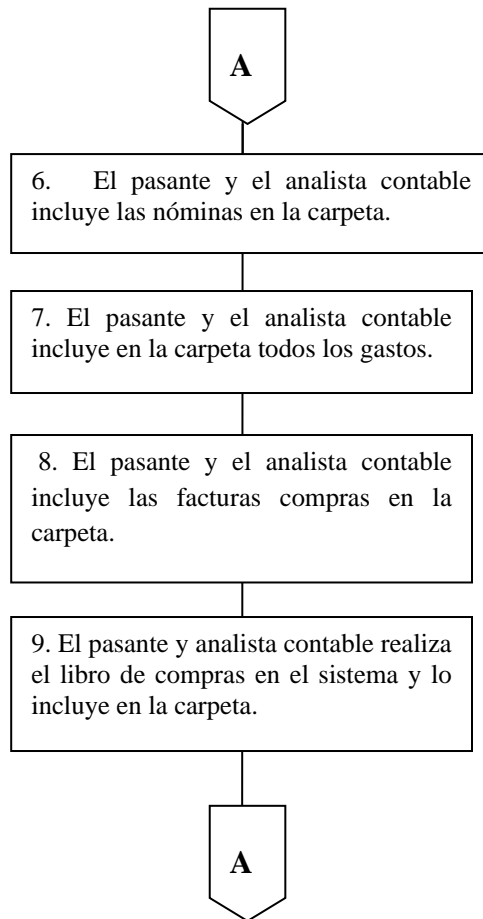 A
6. El pasante y el analista contable
incluye las nóminas en la carpeta.
7. El pasante y el analista contable
incluye en la carpeta todos los gastos.
8. El pasante y el analista contable
incluye las facturas compras en la
carpeta.
9. El pasante y analista contable realiza
el libro de compras en el sistema y lo
incluye en la carpeta.
A